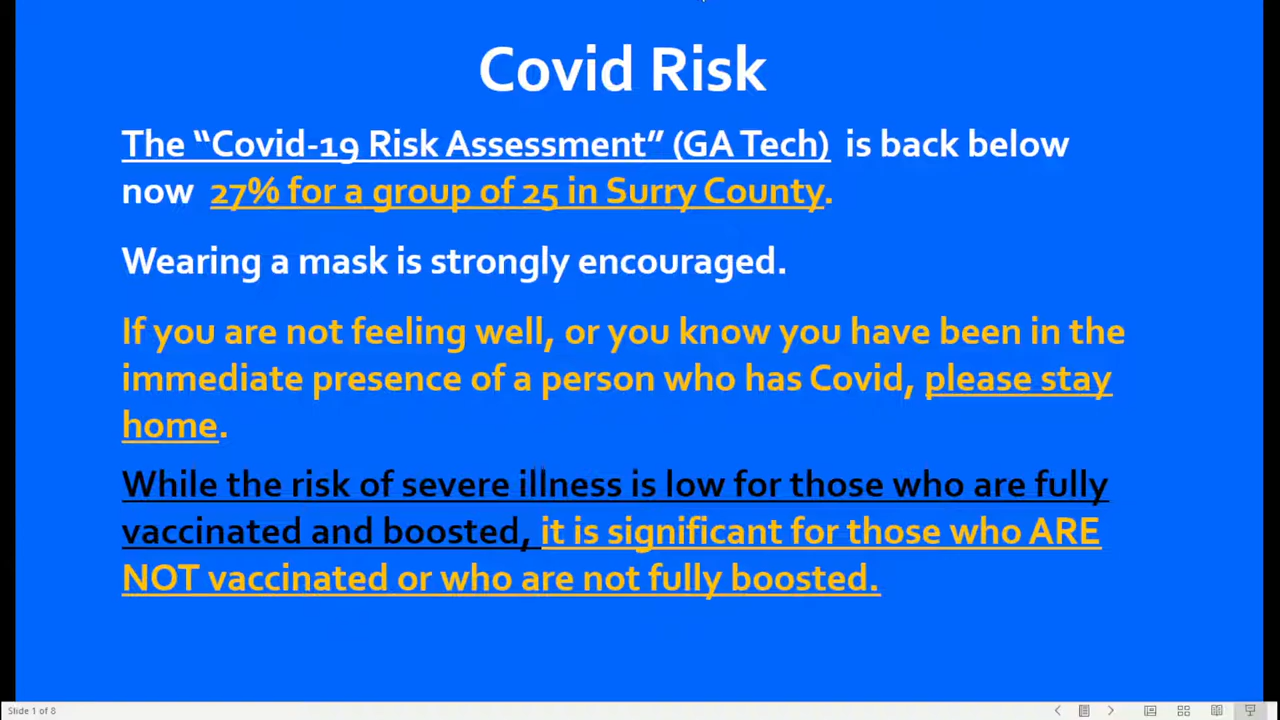 Covid Risk
The “Covid-19 Risk Assessment” (GA Tech) is back below
now 27% for a group of 25 in Surry County.
Wearing a mask is strongly encouraged.
If you are not feeling well, or you know you have been in the
immediate presence of a person who has Covid, please stay
home.
While the risk of severe illness is low for those who are fully
vaccinated and boosted, it is significant for those who ARE
NOT vaccinated or who are not fully boosted.
Slide 1 of 8